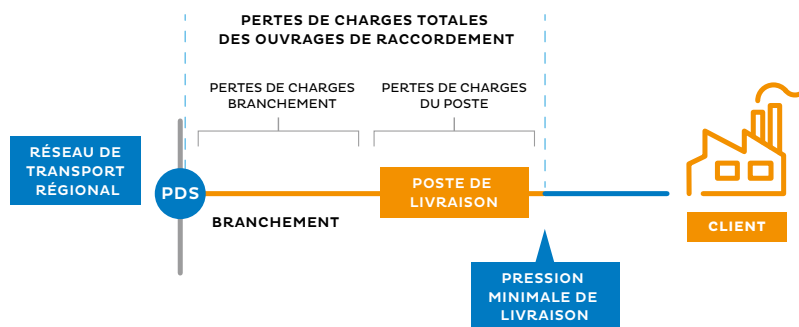 PERTES DE CHARGES TOTALES
DES OUVRAGES DE RACCORDEMENT
PERTES DE CHARGES
BRANCHEMENT
PERTES DE CHARGES
DU POSTE
RÉSEAU DE
TRANSPORT
RÉGIONAL
PDS
BRANCHEMENT
POSTE DE
LIVRAISON
CLIENT
PRESSION
MINIMALE DE
LIVRAISON